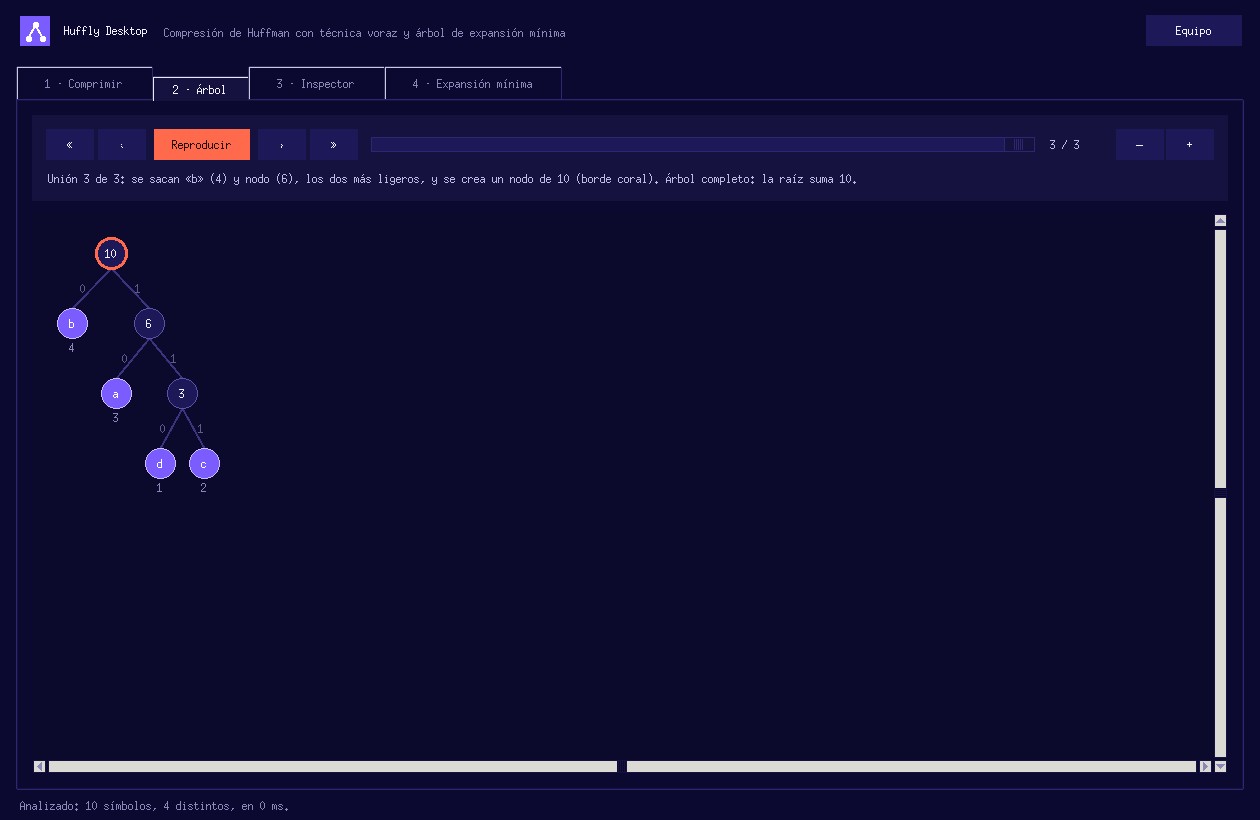 Huffly Desktop Compresión de Huffman con técnica voraz y árbol de expansión mínima Equipo
1 · Comprimir 2 · Árbol 3 · Inspector 4 · Expansión mínima
« ‹ Reproducir › » 3 / 3 – +
Unión 3 de 3: se sacan «b» (4) y nodo (6), los dos más ligeros, y se crea un nodo de 10 (borde coral). Árbol completo: la raíz suma 10.
10
0 1
b 6
4
0 1
a 3
3
0 1
d c
1 2
Analizado: 10 símbolos, 4 distintos, en 0 ms.